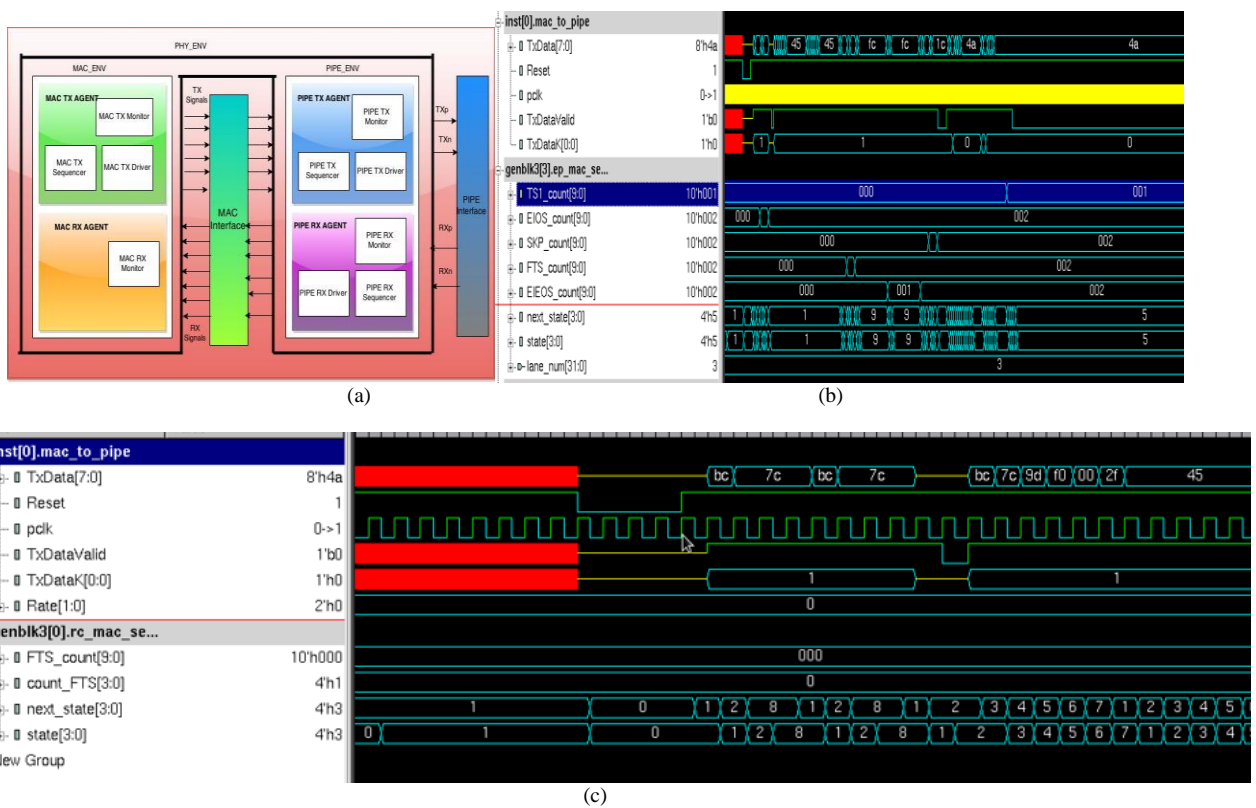 PHY_ENV
MAC_ENV
MAC TX AGENT
MAC TX Monitor
MAC TX Sequencer
MAC TX Driver
MAC RX AGENT
MAC RX Monitor
TX Signals
MAC Interface
RX Signals
PIPE_ENV
PIPE TX AGENT
PIPE TX Monitor
PIPE TX Sequencer
PIPE TX Driver
PIPE RX AGENT
PIPE RX Monitor
PIPE RX Driver
PIPE RX Sequencer
TXp
TXn
RXp
RXn
PIPE Interface
(a)
inst[0].mac_to_pipe
TxData[7:0] 8'h4a 45 45 fc fc 1c 4a 4a
Reset 1
pclk 0->1
TxDataValid 1'b0
TxDataK[0:0] 1'h0 1 1 0 0
genblk3[3].ep_mac_se...
TS1_count[9:0] 10'h001 000 001
EIOS_count[9:0] 10'h002 000 002
SKP_count[9:0] 10'h002 000 002
FTS_count[9:0] 10'h002 000 002
EIEOS_count[9:0] 10'h002 000 001 002
next_state[3:0] 4'h5 1 1 9 9 5
state[3:0] 4'h5 1 1 9 9 5
lane_num[31:0] 3 3
(b)
nst[0].mac_to_pipe
TxData[7:0] 8'h4a bc 7c bc 7c bc 7c 9d f0 00 2f 45
Reset 1
pclk 0->1
TxDataValid 1'b0
TxDataK[0:0] 1'h0 1 1
Rate[1:0] 2'h0 0
enblk3[0].rc_mac_se...
FTS_count[9:0] 10'h000 000
count_FTS[3:0] 4'h1 0
next_state[3:0] 4'h3 1 0 1 2 8 1 2 8 1 2 3 4 5 6 7 1 2 3 4 5
state[3:0] 4'h3 0 1 0 1 2 8 1 2 8 1 2 3 4 5 6 7 1 2 3 4
New Group
(c)